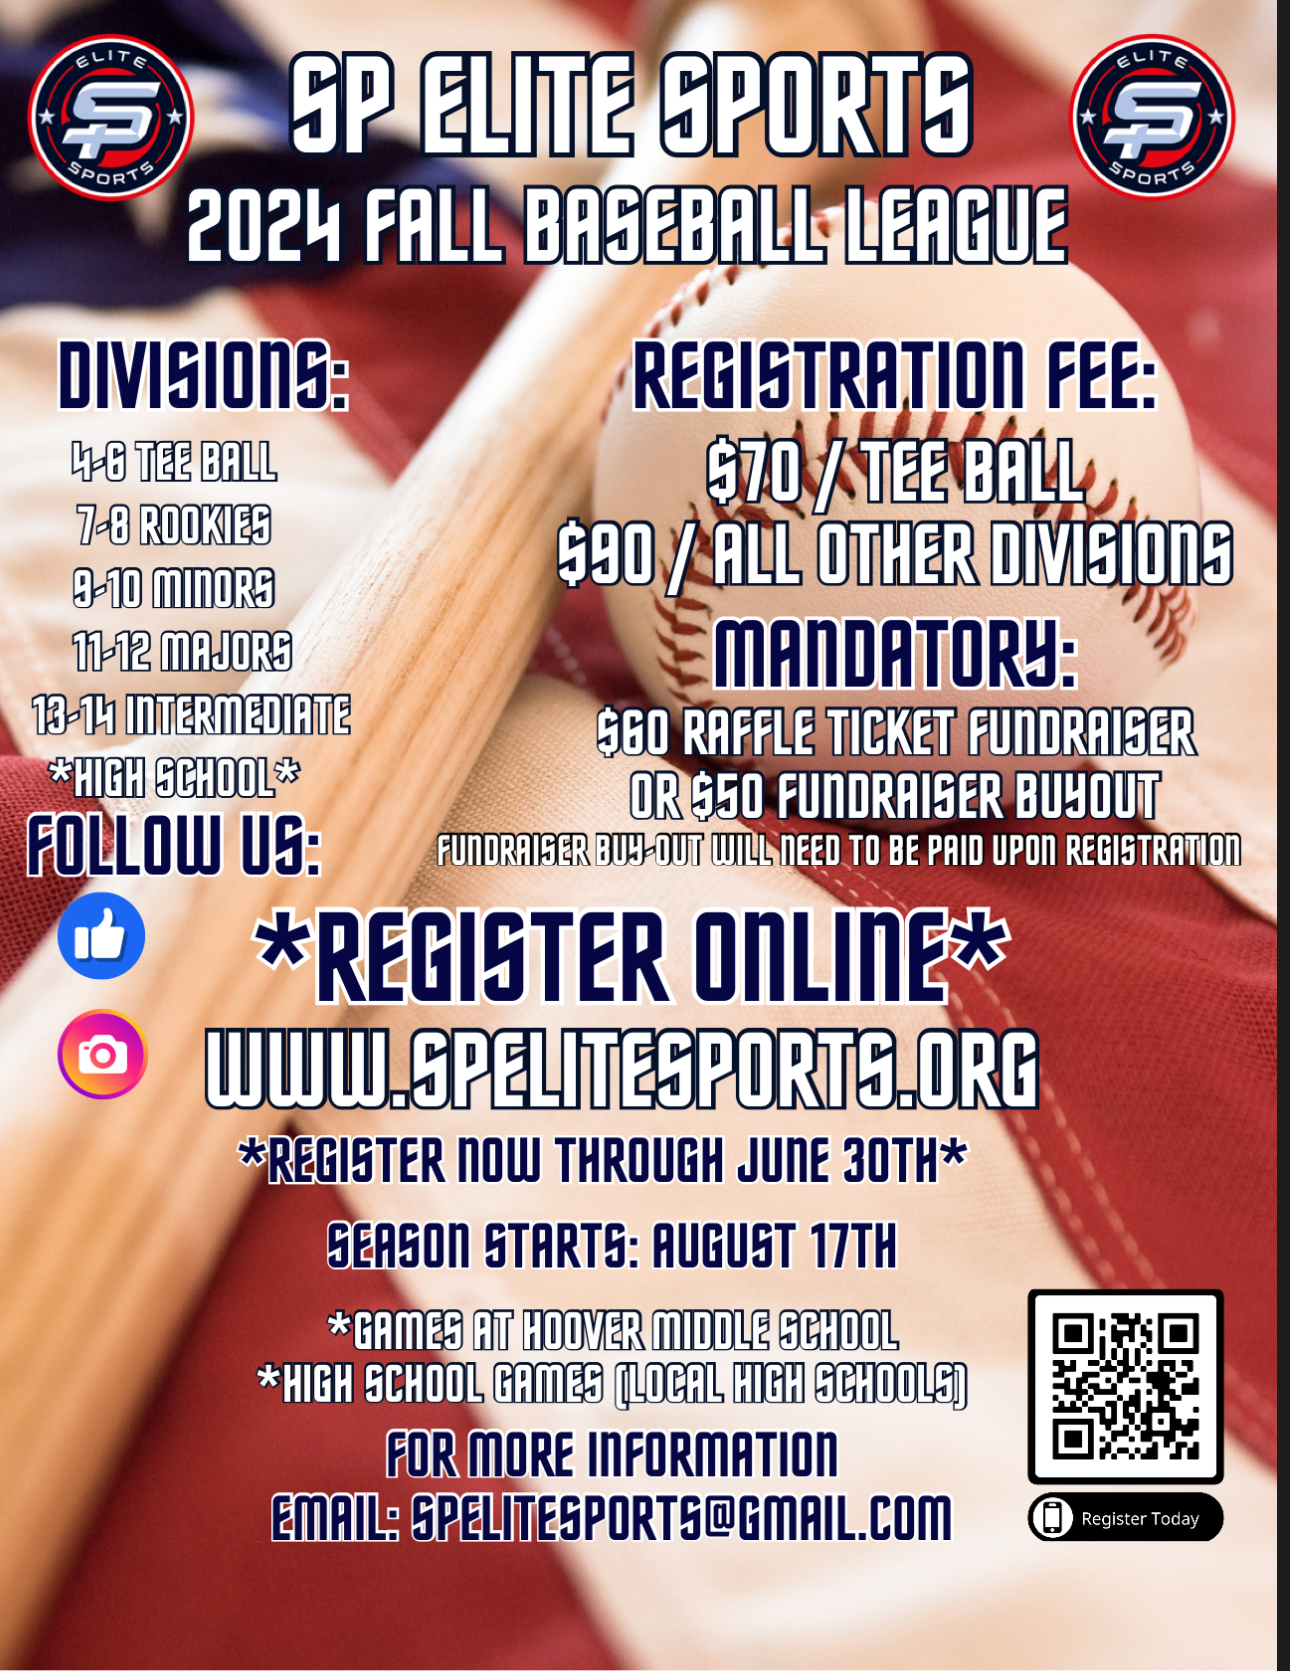 ELITE
SP
SPORTS
SP ELITE SPORTS
ELITE
SP
SPORTS
2024 FALL BASEBALL LEAGUE
DIVISIONS:
4-6 TEE BALL
7-8 ROOKIES
9-10 MINORS
11-12 MAJORS
13-14 INTERMEDIATE
*HIGH SCHOOL*
REGISTRATION FEE:
$70 / TEE BALL
$90 / ALL OTHER DIVISIONS
MANDATORY:
$60 RAFFLE TICKET FUNDRAISER
OR $50 FUNDRAISER BUYOUT
FUNDRAISER BUY-OUT WILL NEED TO BE PAID UPON REGISTRATION
FOLLOW US:
*REGISTER ONLINE*
WWW.SPELITESPORTS.ORG
*REGISTER NOW THROUGH JUNE 30TH*
SEASON STARTS: AUGUST 17TH
*GAMES AT HOOVER MIDDLE SCHOOL
*HIGH SCHOOL GAMES (LOCAL HIGH SCHOOLS)
FOR MORE INFORMATION
EMAIL: SPELITESPORTS@GMAIL.COM
Register Today